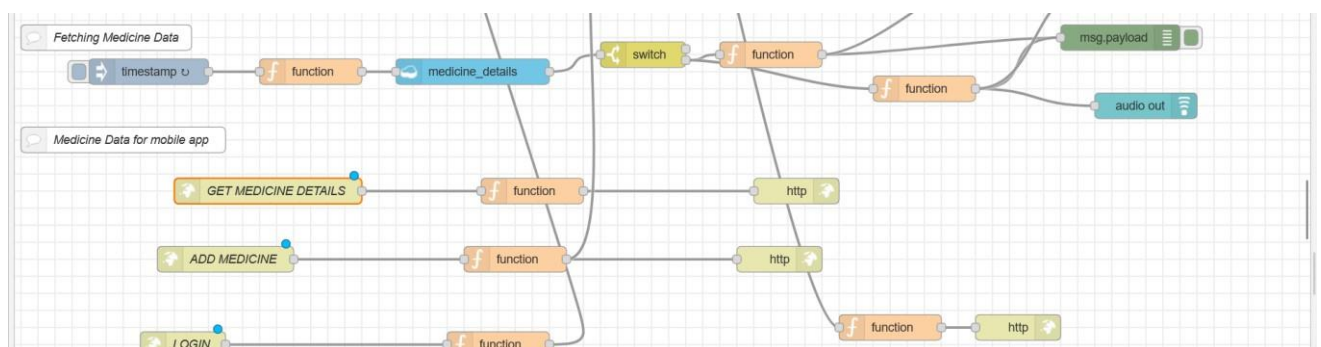 Fetching Medicine Data
timestamp ↻
function
medicine_details
switch
function
function
msg.payload
audio out
Medicine Data for mobile app
GET MEDICINE DETAILS
function
http
ADD MEDICINE
function
http
function
http
LOGIN
function